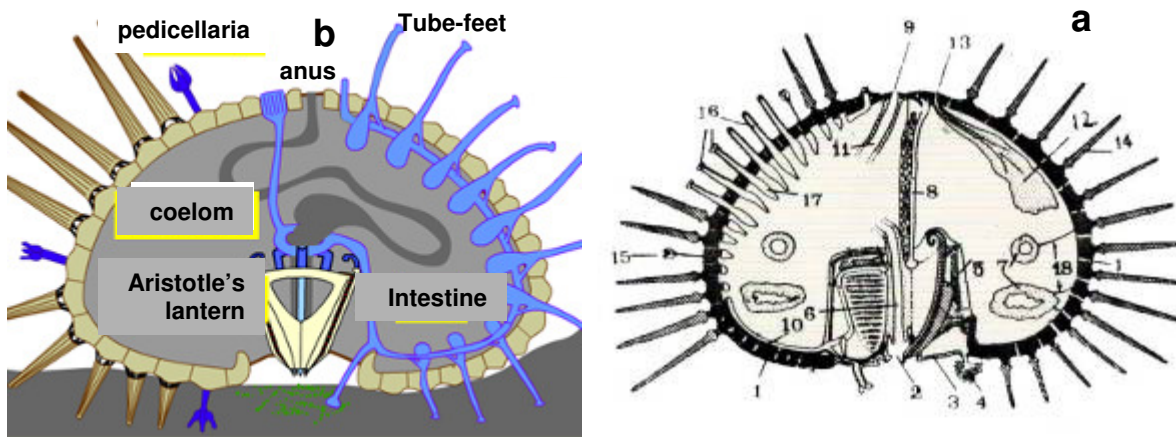 pedicellaria
b
Tube-feet
anus
coelom
Aristotle's
lantern
Intestine
a
9
13
16
12
11
14
8
17
15
7
5
18
1
10
6
1
2
3
4